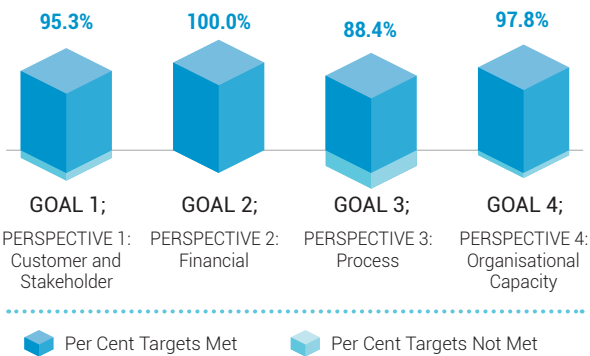 95.3%
100.0%
88.4%
97.8%
GOAL 1;
GOAL 2;
GOAL 3;
GOAL 4;
PERSPECTIVE 1:
Customer and
Stakeholder
PERSPECTIVE 2:
Financial
PERSPECTIVE 3:
Process
PERSPECTIVE 4:
Organisational
Capacity
Per Cent Targets Met
Per Cent Targets Not Met